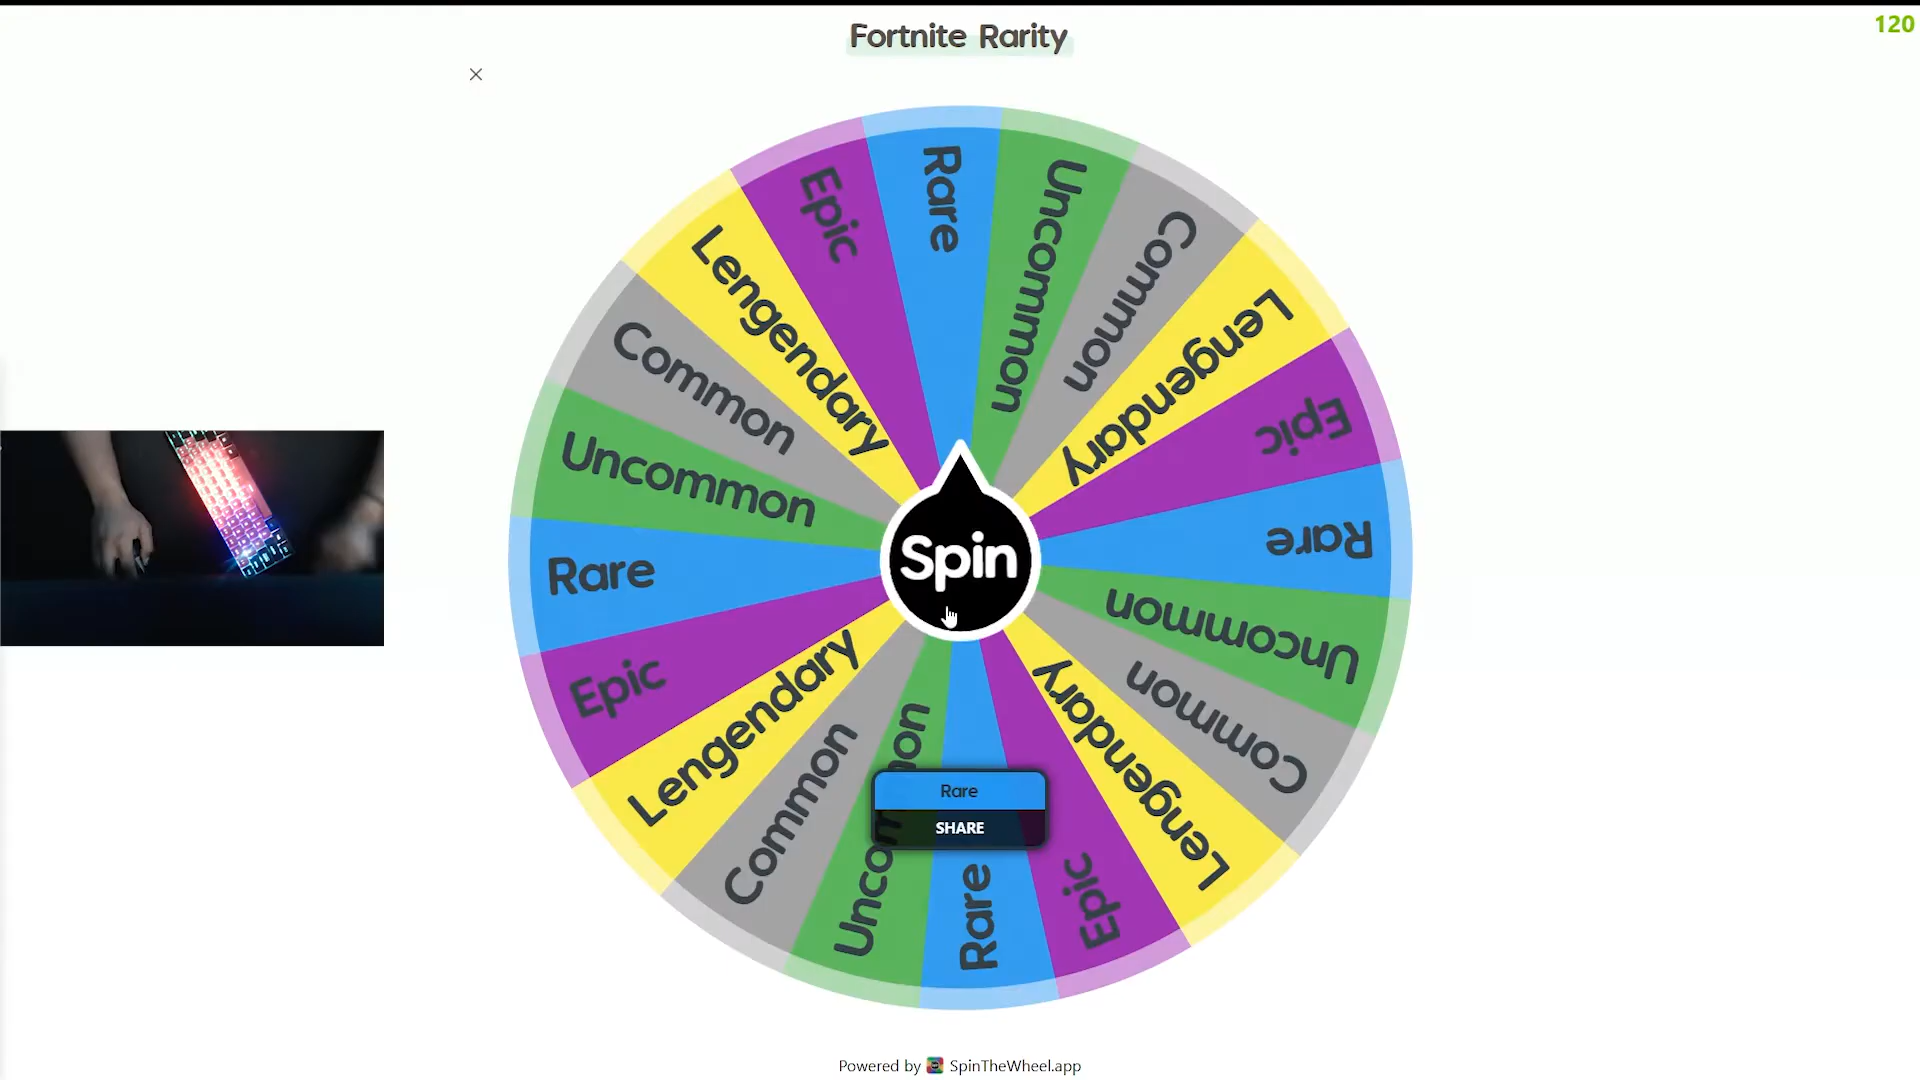 Fortnite Rarity
120
Rare
Uncommon
Common
Lengendary
Epic
Rare
Uncommon
Common
Lengendary
Epic
Rare
Uncommon
Common
Lengendary
Epic
Rare
Uncommon
Common
Lengendary
Epic
Spin
Rare
SHARE
Powered by SpinTheWheel.app